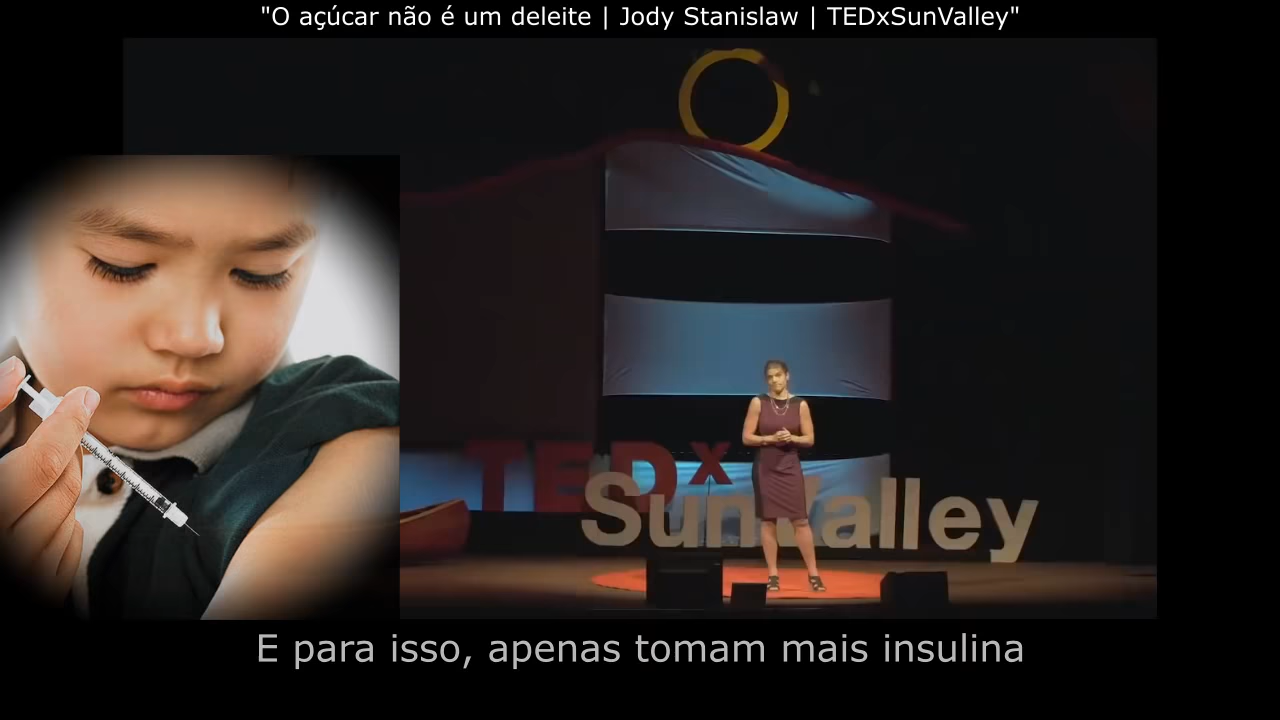 "O açúcar não é um deleite | Jody Stanislaw | TEDxSunValley"
TEDx
SunValley
E para isso, apenas tomam mais insulina